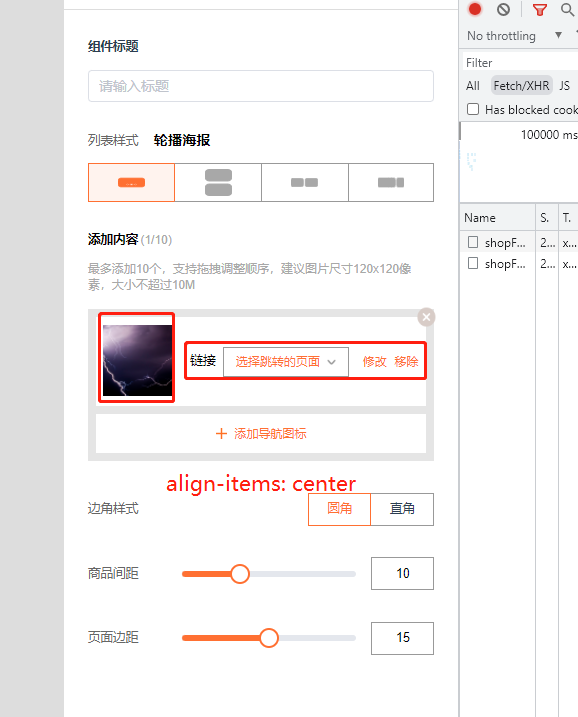 组件标题
请输入标题
列表样式 轮播海报
添加内容 (1/10)
最多添加10个，支持拖拽调整顺序，建议图片尺寸120x120像
素，大小不超过10M
链接 选择跳转的页面 修改 移除
添加导航图标
align-items: center
边角样式 圆角 直角
商品间距 10
页面边距 15
No throttling
Filter
All Fetch/XHR JS
Has blocked cook
100000 ms
Name S. T.
shopF... 2... x...
shopF... 2... x...